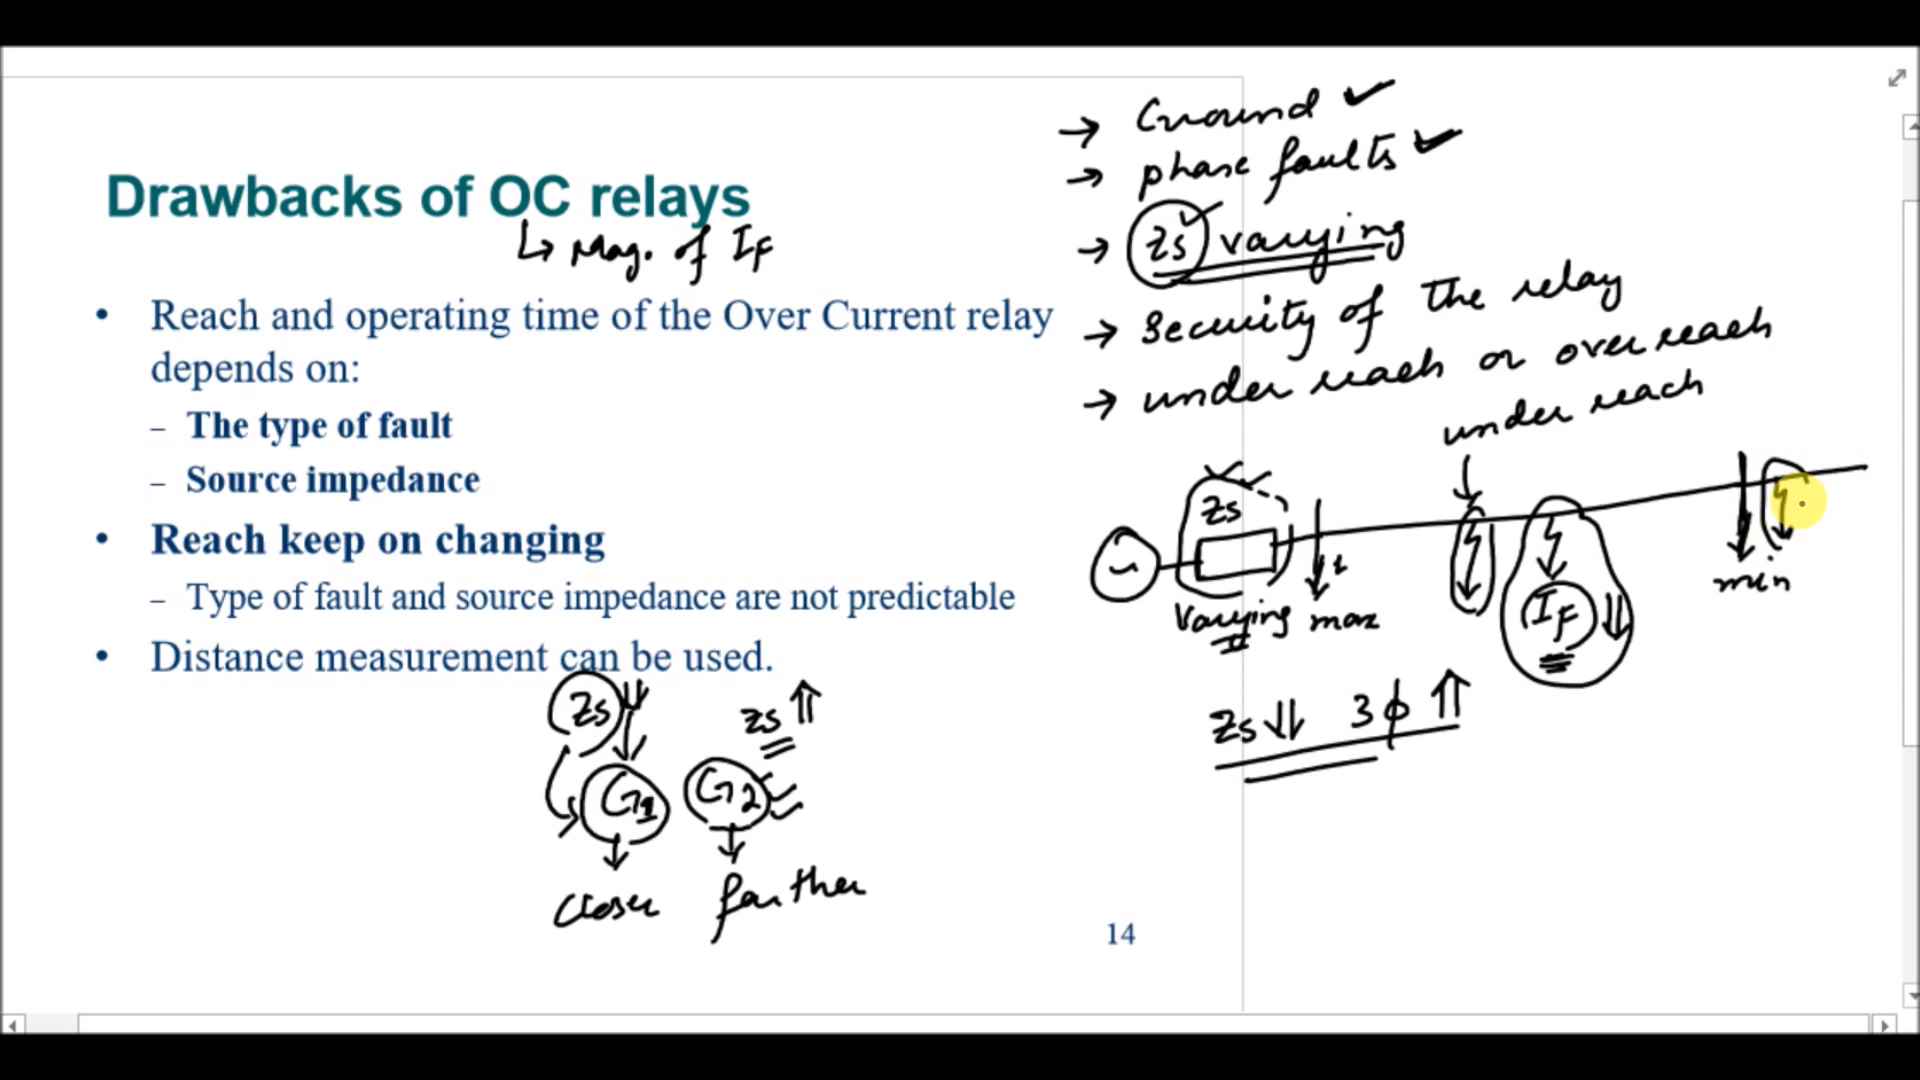 Drawbacks of OC relays
↳ Mag. of IF
• Reach and operating time of the Over Current relay
depends on:
– The type of fault
– Source impedance
• Reach keep on changing
– Type of fault and source impedance are not predictable
• Distance measurement can be used.
Zs ↓↓
Zs ⇑
G1
G2
closer
farther
14
→ Ground ✓
→ phase faults ✓
→ Zs varying
→ Security of the relay
→ under reach or over reach
under reach
Zs
~
varying
max
IF ↓↓
min
Zs ↓↓ 3ϕ ⇑